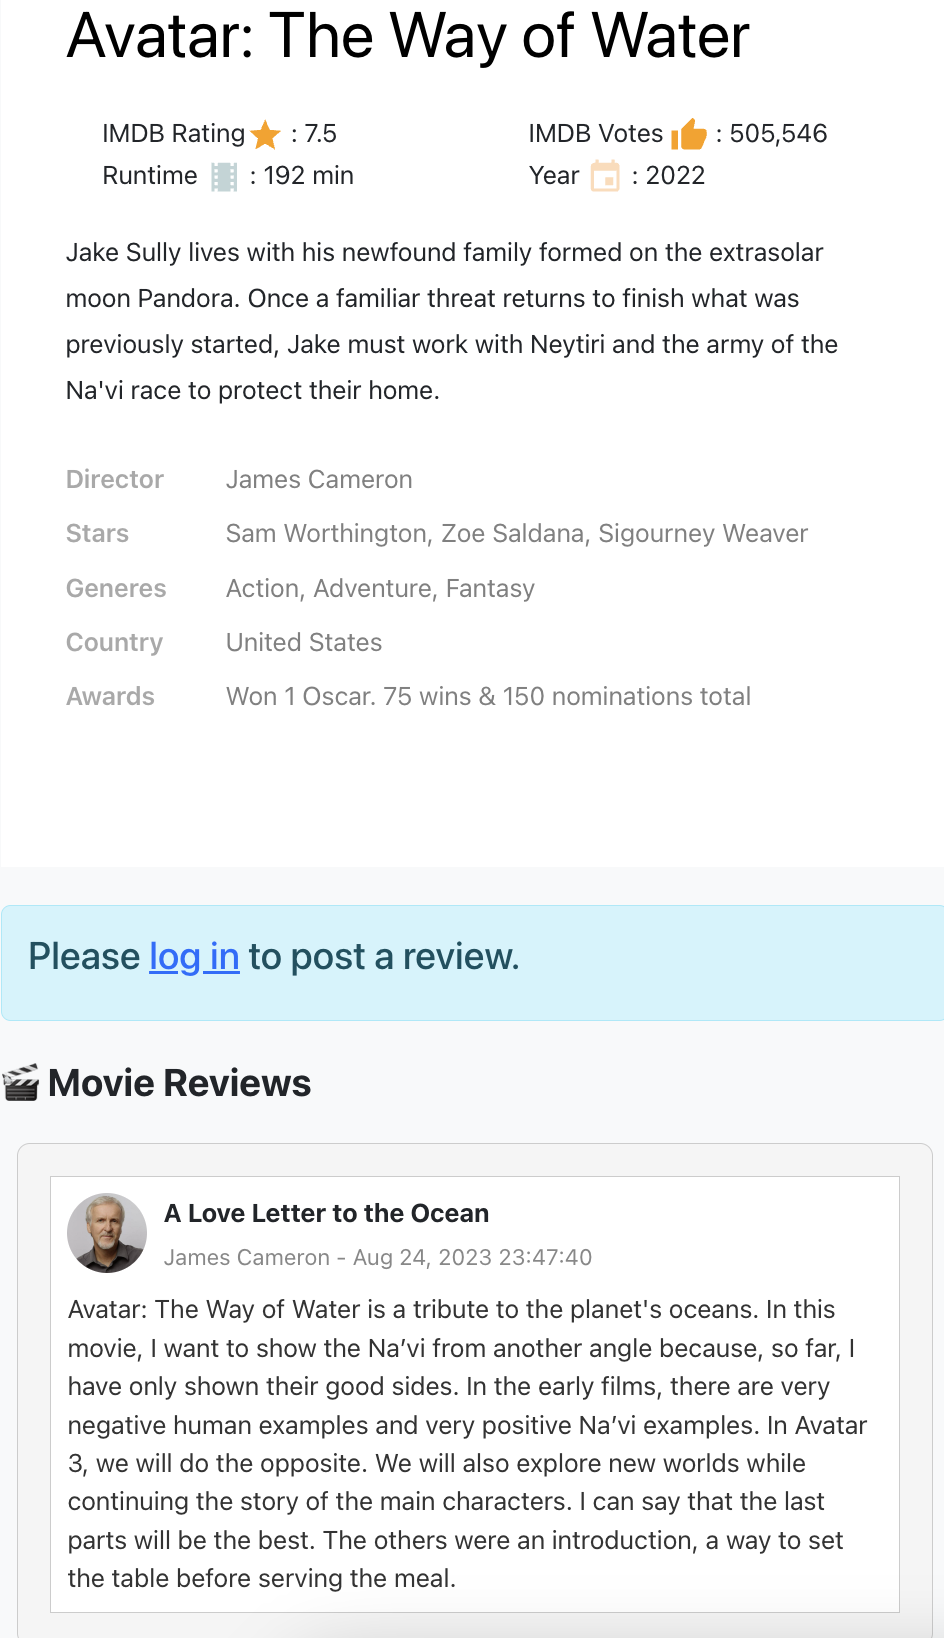 Avatar: The Way of Water
IMDB Rating : 7.5
IMDB Votes : 505,546
Runtime : 192 min
Year : 2022
Jake Sully lives with his newfound family formed on the extrasolar
moon Pandora. Once a familiar threat returns to finish what was
previously started, Jake must work with Neytiri and the army of the
Na'vi race to protect their home.
Director James Cameron
Stars Sam Worthington, Zoe Saldana, Sigourney Weaver
Generes Action, Adventure, Fantasy
Country United States
Awards Won 1 Oscar. 75 wins & 150 nominations total
Please log in to post a review.
Movie Reviews
A Love Letter to the Ocean
James Cameron - Aug 24, 2023 23:47:40
Avatar: The Way of Water is a tribute to the planet's oceans. In this
movie, I want to show the Na’vi from another angle because, so far, I
have only shown their good sides. In the early films, there are very
negative human examples and very positive Na’vi examples. In Avatar
3, we will do the opposite. We will also explore new worlds while
continuing the story of the main characters. I can say that the last
parts will be the best. The others were an introduction, a way to set
the table before serving the meal.